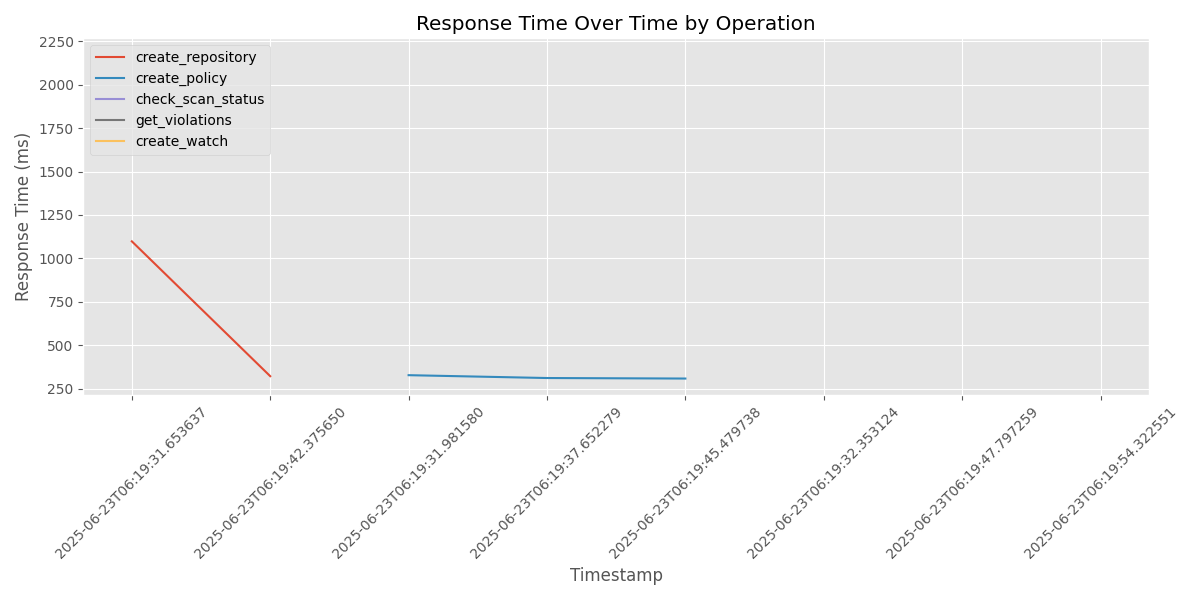 Response Time Over Time by Operation
create_repository
create_policy
check_scan_status
get_violations
create_watch
Response Time (ms)
2250
2000
1750
1500
1250
1000
750
500
250
2025-06-23T06:19:31.653637
2025-06-23T06:19:42.375650
2025-06-23T06:19:31.981580
2025-06-23T06:19:37.652279
2025-06-23T06:19:45.479738
2025-06-23T06:19:32.353124
2025-06-23T06:19:47.797259
2025-06-23T06:19:54.322551
Timestamp